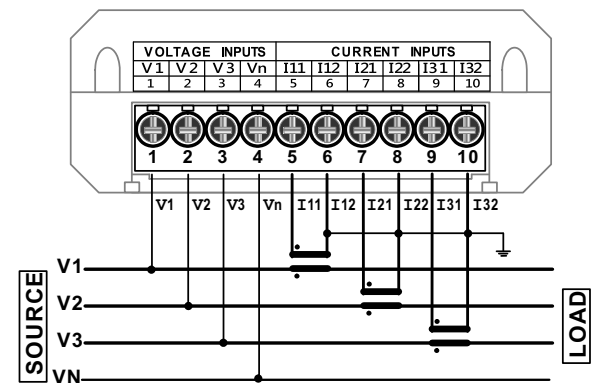 VOLTAGE INPUTS CURRENT INPUTS
V1 V2 V3 Vn I11 I12 I21 I22 I31 I32
1 2 3 4 5 6 7 8 9 10
1 2 3 4 5 6 7 8 9 10
V1 V2 V3 Vn I11 I12 I21 I22 I31 I32
SOURCE
V1
V2
V3
VN
LOAD